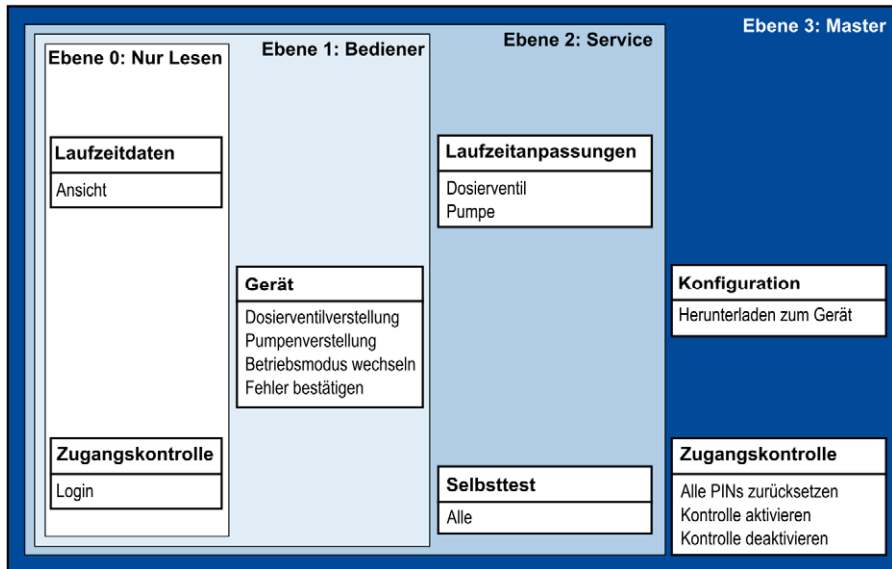 Ebene 0: Nur Lesen
Laufzeitdaten
Ansicht
Zugangskontrolle
Login
Ebene 1: Bediener
Gerät
Dosierventilverstellung
Pumpenverstellung
Betriebsmodus wechseln
Fehler bestätigen
Ebene 2: Service
Laufzeitanpassungen
Dosierventil
Pumpe
Selbsttest
Alle
Ebene 3: Master
Konfiguration
Herunterladen zum Gerät
Zugangskontrolle
Alle PINs zurücksetzen
Kontrolle aktivieren
Kontrolle deaktivieren